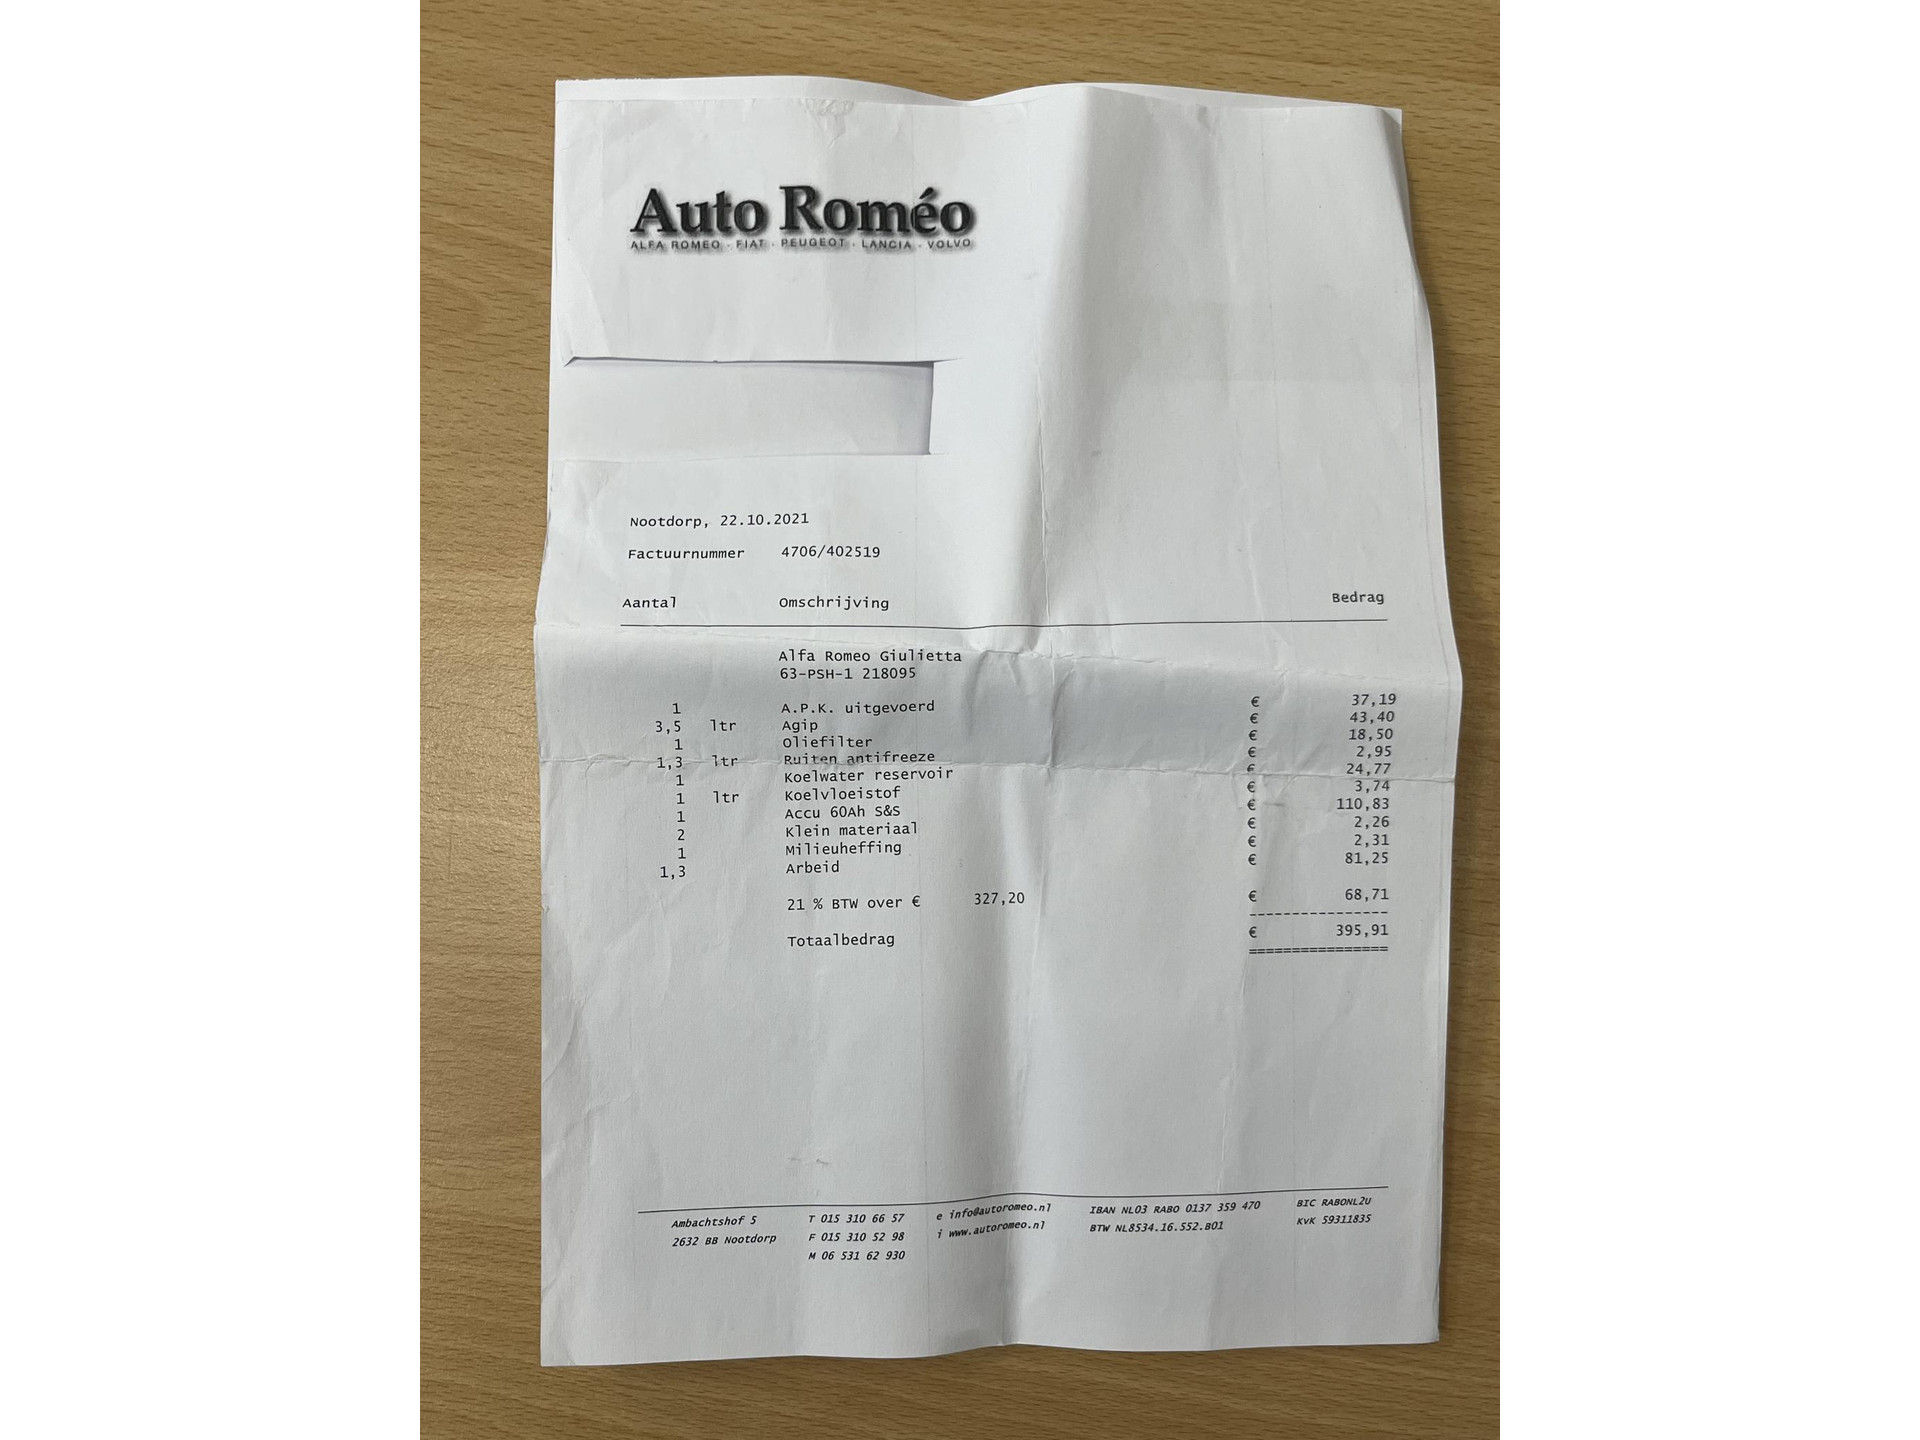 Auto Roméo
ALFA ROMEO · FIAT · PEUGEOT · LANCIA · VOLVO
Nootdorp, 22.10.2021
Factuurnummer 4706/402519
Aantal Omschrijving Bedrag
Alfa Romeo Giulietta
63-PSH-1 218095
1 A.P.K. uitgevoerd € 37,19
3,5 ltr Agip € 43,40
1 Oliefilter € 18,50
1,3 ltr Ruiten antifreeze € 2,95
1 Koelwater reservoir € 24,77
1 ltr Koelvloeistof € 3,74
1 Accu 60Ah S&S € 110,83
2 Klein materiaal € 2,26
1 Milieuheffing € 2,31
1,3 Arbeid € 81,25
21 % BTW over € 327,20 € 68,71
----------------
Totaalbedrag € 395,91
================
Ambachtshof 5 T 015 310 66 57 e info@autoromeo.nl IBAN NL03 RABO 0137 359 470 BIC RABONL2U
2632 BB Nootdorp F 015 310 52 98 i www.autoromeo.nl BTW NL8534.16.552.B01 KvK 59311835
M 06 531 62 930